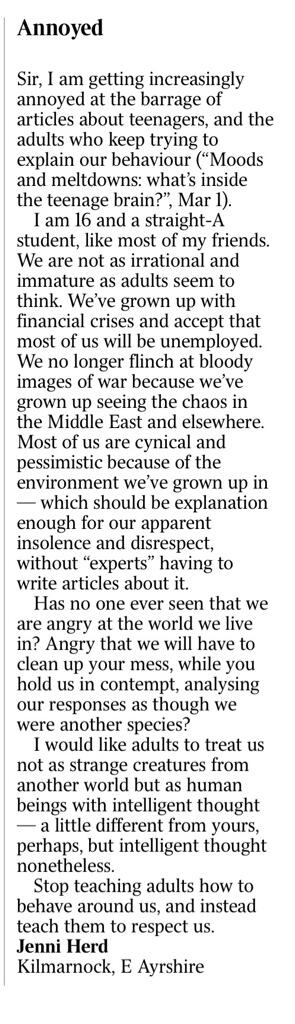 Annoyed
Sir, I am getting increasingly
annoyed at the barrage of
articles about teenagers, and the
adults who keep trying to
explain our behaviour (“Moods
and meltdowns: what’s inside
the teenage brain?”, Mar 1).
I am 16 and a straight-A
student, like most of my friends.
We are not as irrational and
immature as adults seem to
think. We’ve grown up with
financial crises and accept that
most of us will be unemployed.
We no longer flinch at bloody
images of war because we’ve
grown up seeing the chaos in
the Middle East and elsewhere.
Most of us are cynical and
pessimistic because of the
environment we’ve grown up in
— which should be explanation
enough for our apparent
insolence and disrespect,
without “experts” having to
write articles about it.
Has no one ever seen that we
are angry at the world we live
in? Angry that we will have to
clean up your mess, while you
hold us in contempt, analysing
our responses as though we
were another species?
I would like adults to treat us
not as strange creatures from
another world but as human
beings with intelligent thought
— a little different from yours,
perhaps, but intelligent thought
nonetheless.
Stop teaching adults how to
behave around us, and instead
teach them to respect us.
Jenni Herd
Kilmarnock, E Ayrshire